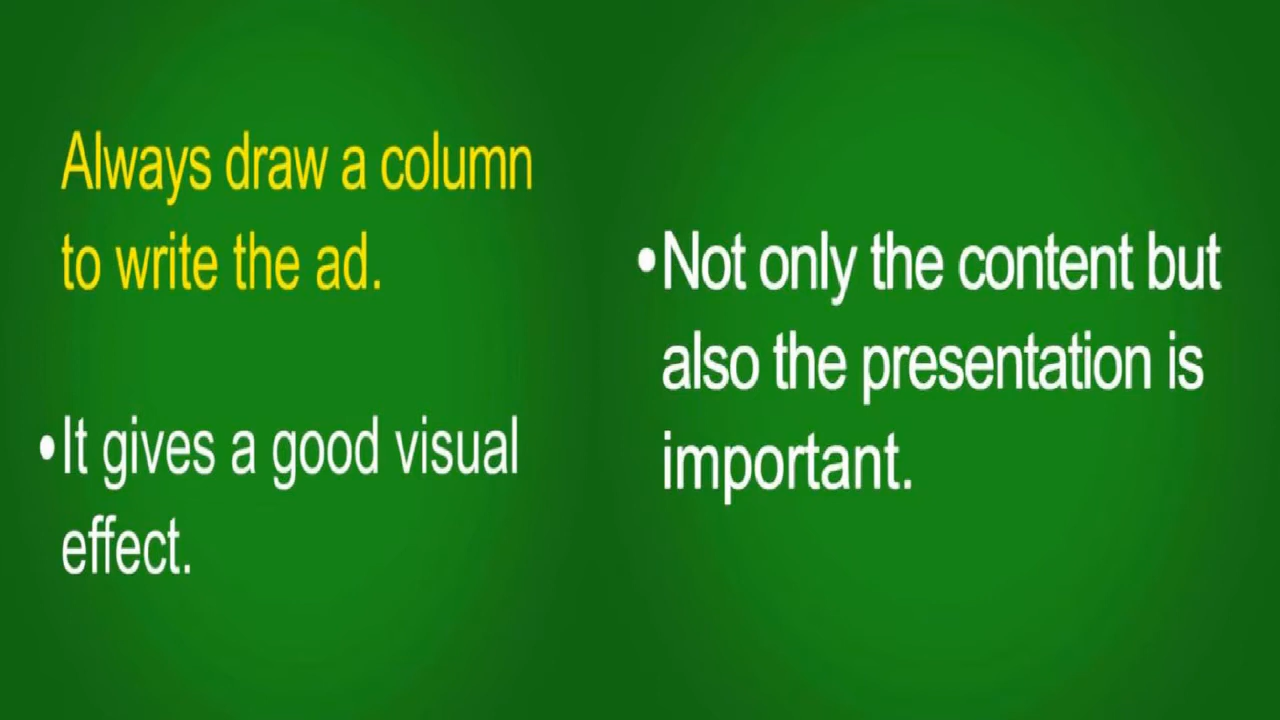 Always draw a column
to write the ad.
•It gives a good visual
effect.
•Not only the content but
also the presentation is
important.